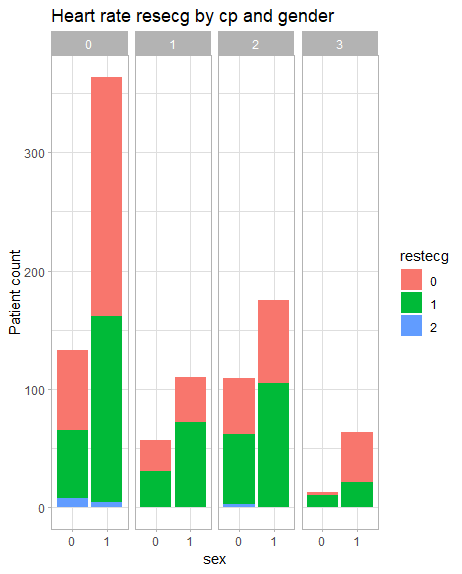 Heart rate resecg by cp and gender
0 1 2 3
300
200
100
0
Patient count
0 1 0 1 0 1 0 1
sex
restecg
0
1
2